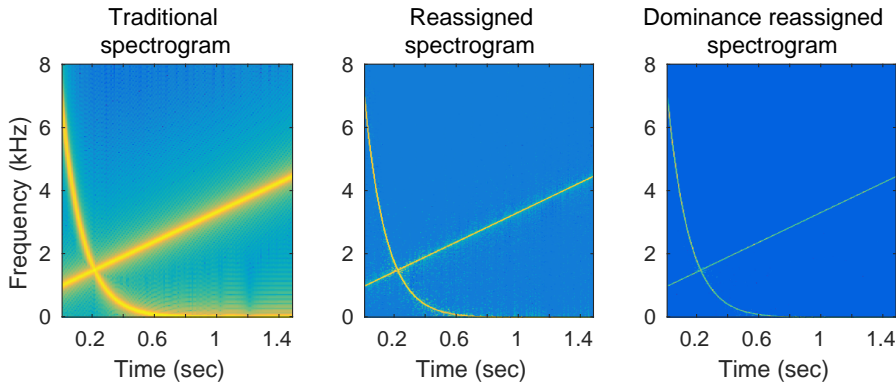 Traditional
spectrogram
Reassigned
spectrogram
Dominance reassigned
spectrogram
Frequency (kHz)
8
6
4
2
0
0.2
0.6
1
1.4
Time (sec)
8
6
4
2
0
0.2
0.6
1
1.4
Time (sec)
8
6
4
2
0
0.2
0.6
1
1.4
Time (sec)